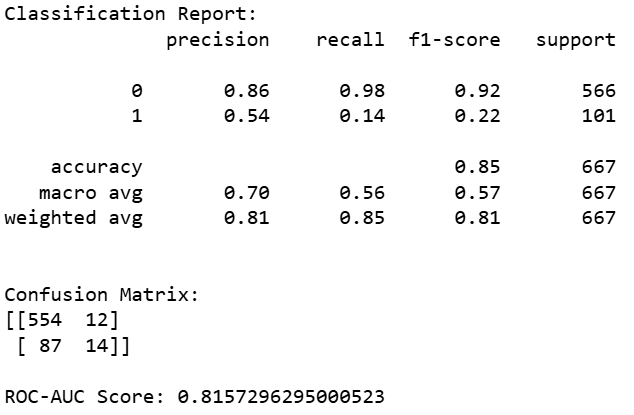 Classification Report:
precision recall f1-score support
0 0.86 0.98 0.92 566
1 0.54 0.14 0.22 101
accuracy 0.85 667
macro avg 0.70 0.56 0.57 667
weighted avg 0.81 0.85 0.81 667
Confusion Matrix:
[[554 12]
[ 87 14]]
ROC-AUC Score: 0.8157296295000523